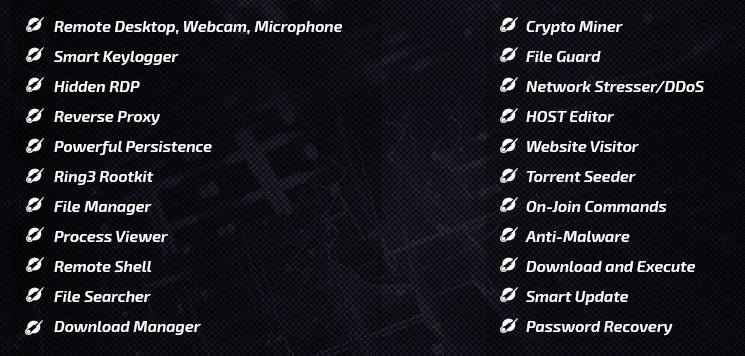 Remote Desktop, Webcam, Microphone
Smart Keylogger
Hidden RDP
Reverse Proxy
Powerful Persistence
Ring3 Rootkit
File Manager
Process Viewer
Remote Shell
File Searcher
Download Manager
Crypto Miner
File Guard
Network Stresser/DDoS
HOST Editor
Website Visitor
Torrent Seeder
On-Join Commands
Anti-Malware
Download and Execute
Smart Update
Password Recovery